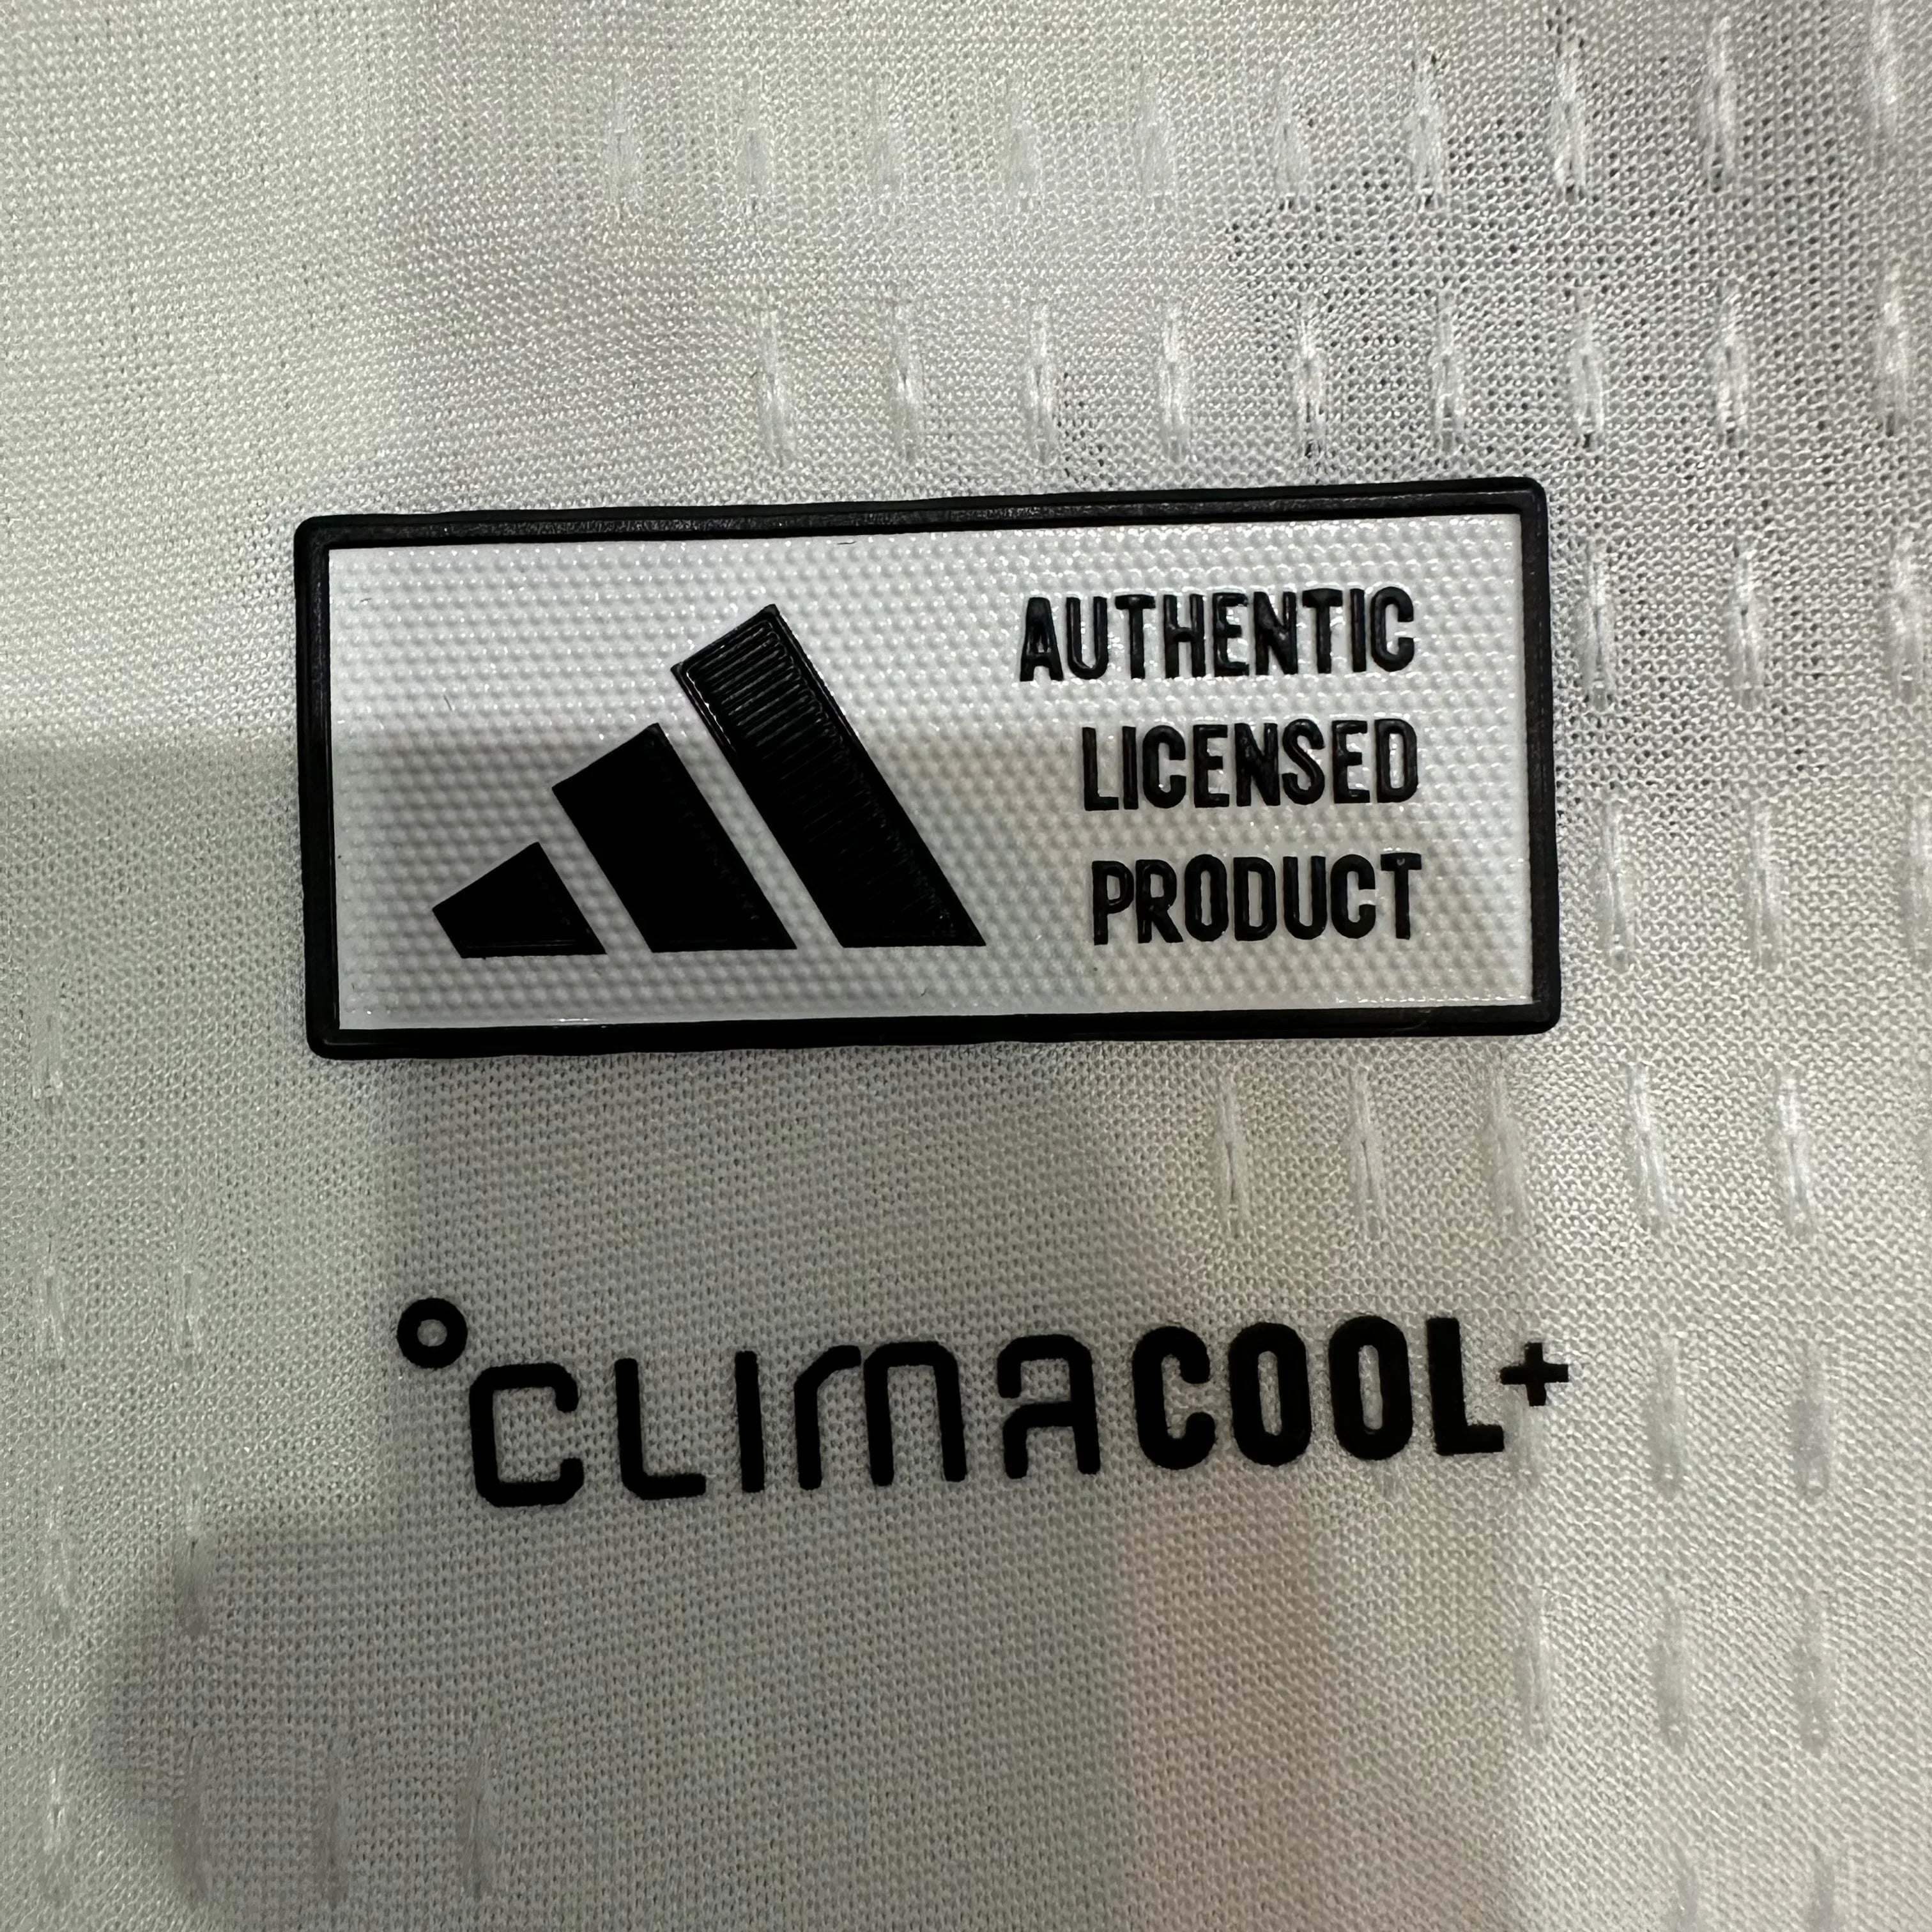 AUTHENTIC
LICENSED
PRODUCT
°CLIMACOOL+